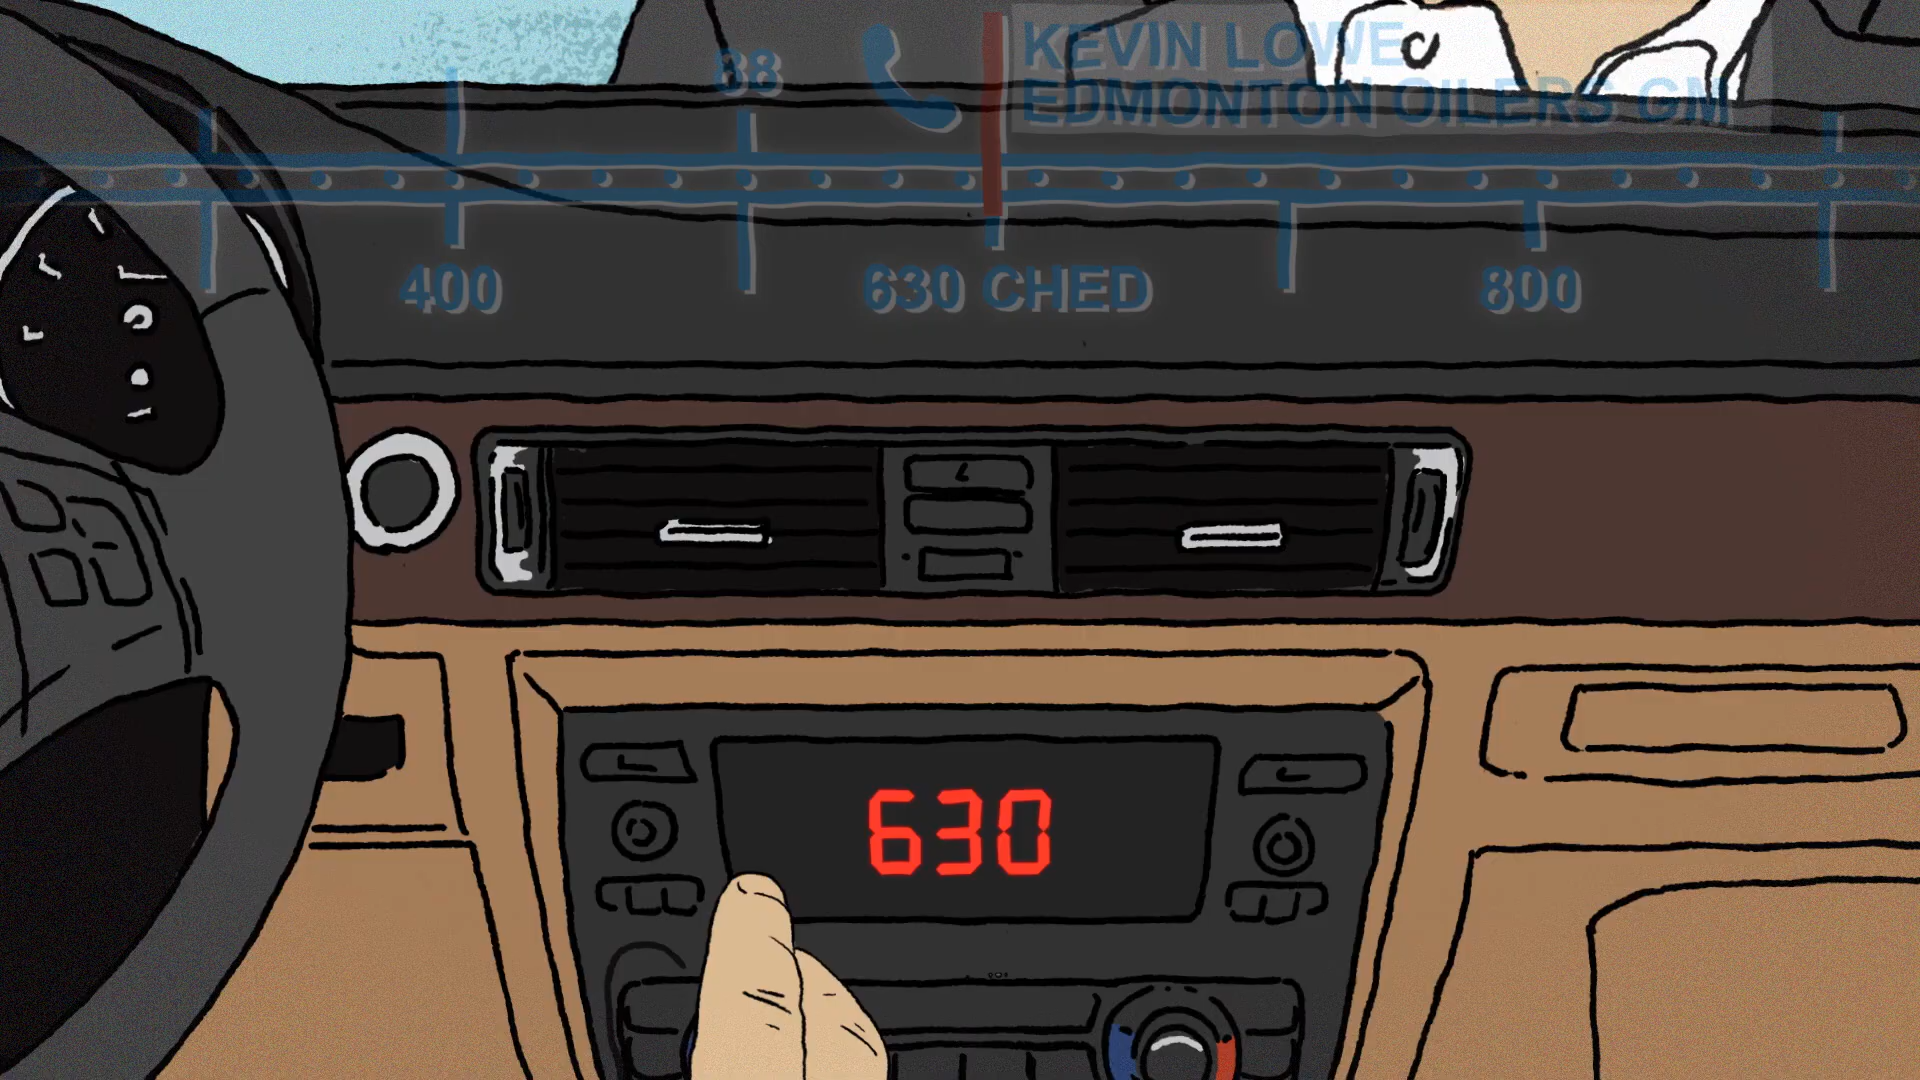 88
KEVIN LOWE
EDMONTON OILERS GM
400
630 CHED
800
630